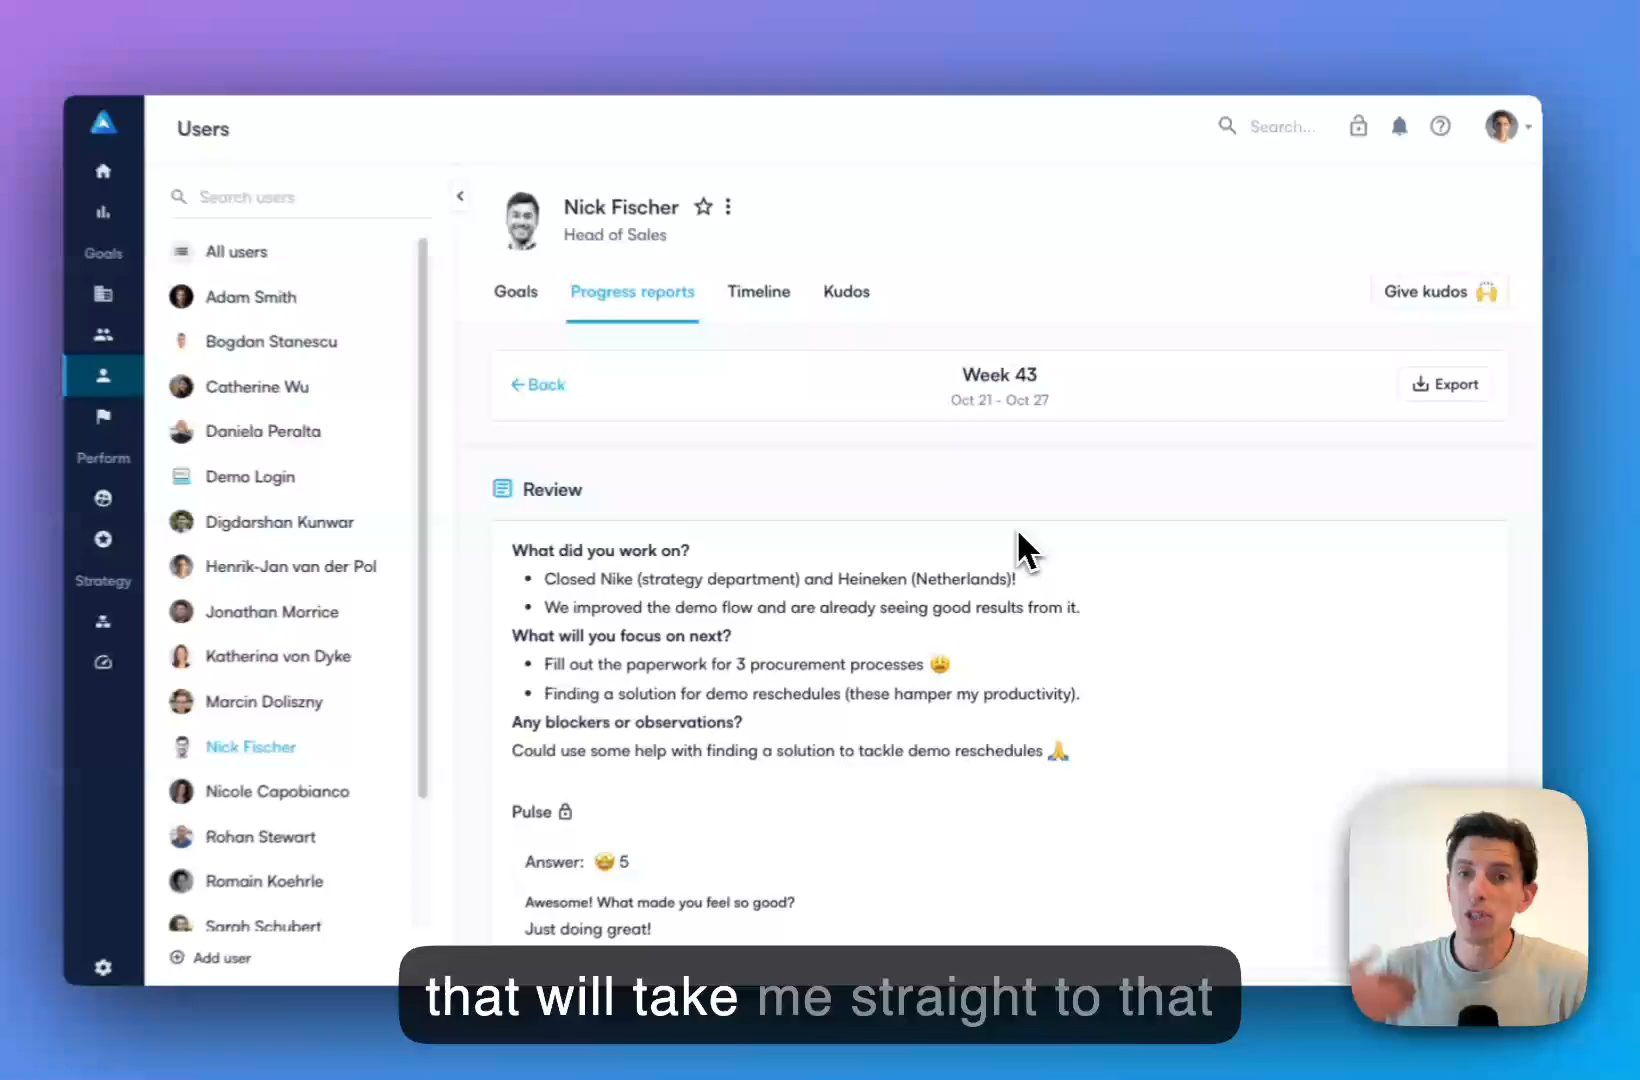 Users
Search...
Goals
Perform
Strategy
Search users
All users
Adam Smith
Bogdan Stanescu
Catherine Wu
Daniela Peralta
Demo Login
Digdarshan Kunwar
Henrik-Jan van der Pol
Jonathan Morrice
Katherina von Dyke
Marcin Doliszny
Nick Fischer
Nicole Capobianco
Rohan Stewart
Romain Koehrle
Sarah Schubert
Add user
Nick Fischer
Head of Sales
Goals Progress reports Timeline Kudos
Give kudos 🙌
← Back
Week 43
Oct 21 - Oct 27
Export
Review
What did you work on?
• Closed Nike (strategy department) and Heineken (Netherlands)!
• We improved the demo flow and are already seeing good results from it.
What will you focus on next?
• Fill out the paperwork for 3 procurement processes 😩
• Finding a solution for demo reschedules (these hamper my productivity).
Any blockers or observations?
Could use some help with finding a solution to tackle demo reschedules 🙏
Pulse
Answer: 🤩 5
Awesome! What made you feel so good?
Just doing great!
that will take me straight to that